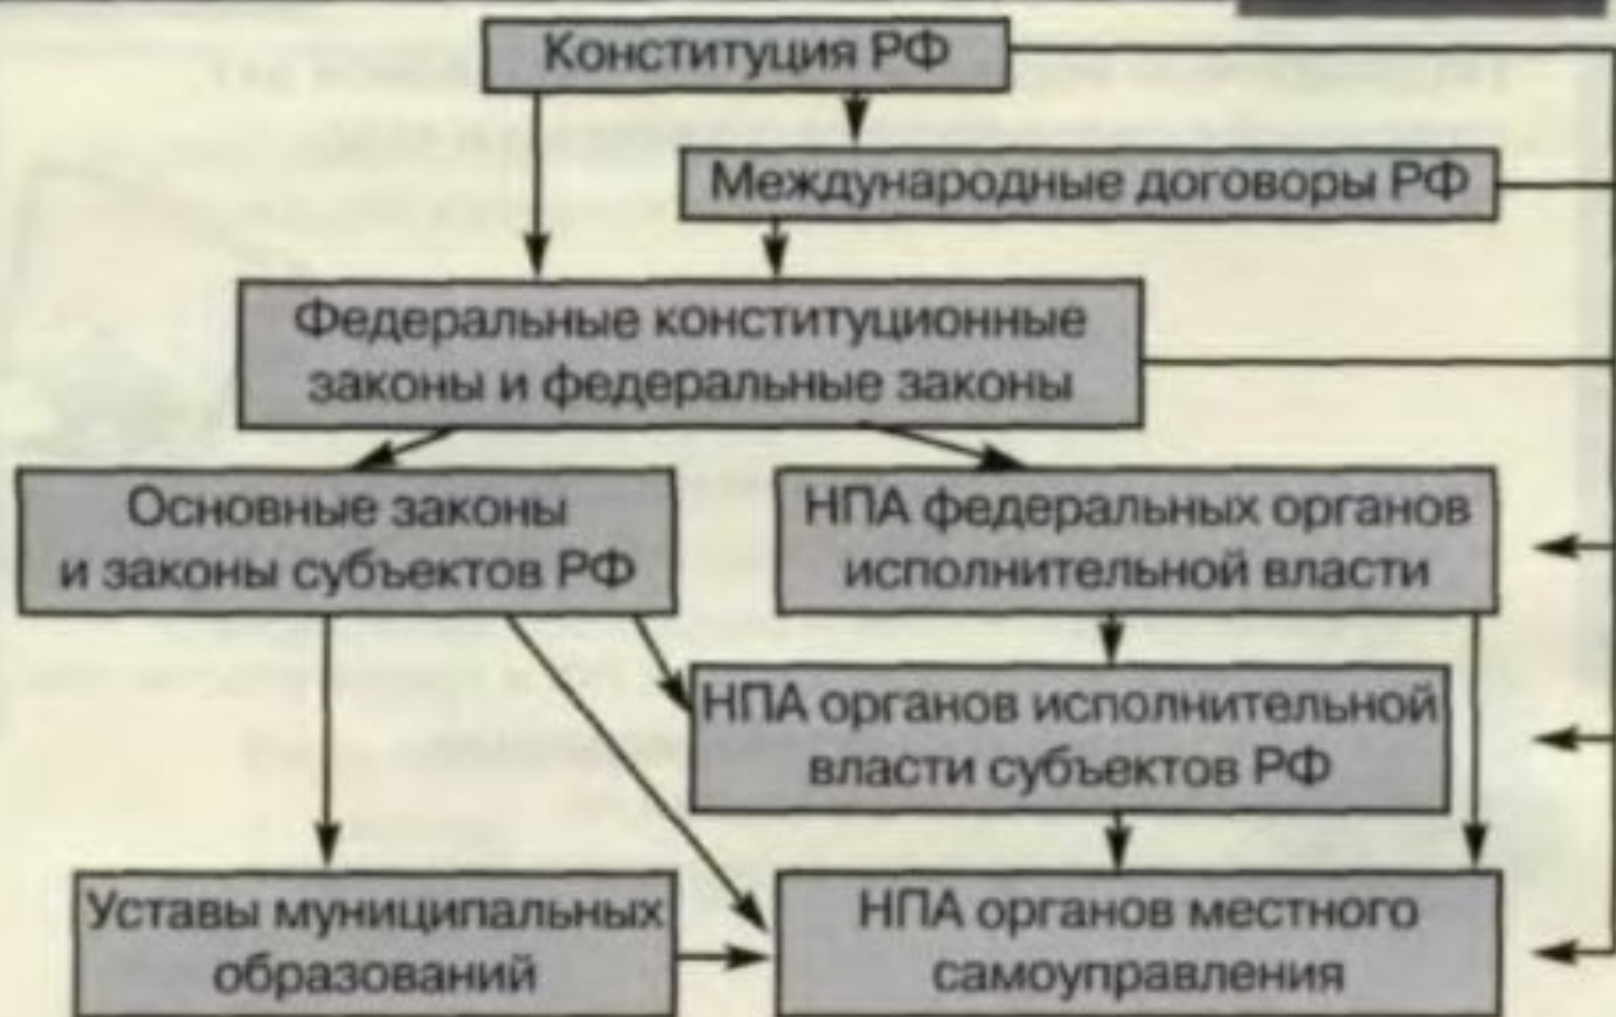 Конституция РФ
Международные договоры РФ
Федеральные конституционные
законы и федеральные законы
Основные законы
и законы субъектов РФ
НПА федеральных органов
исполнительной власти
НПА органов исполнительной
власти субъектов РФ
Уставы муниципальных
образований
НПА органов местного
самоуправления